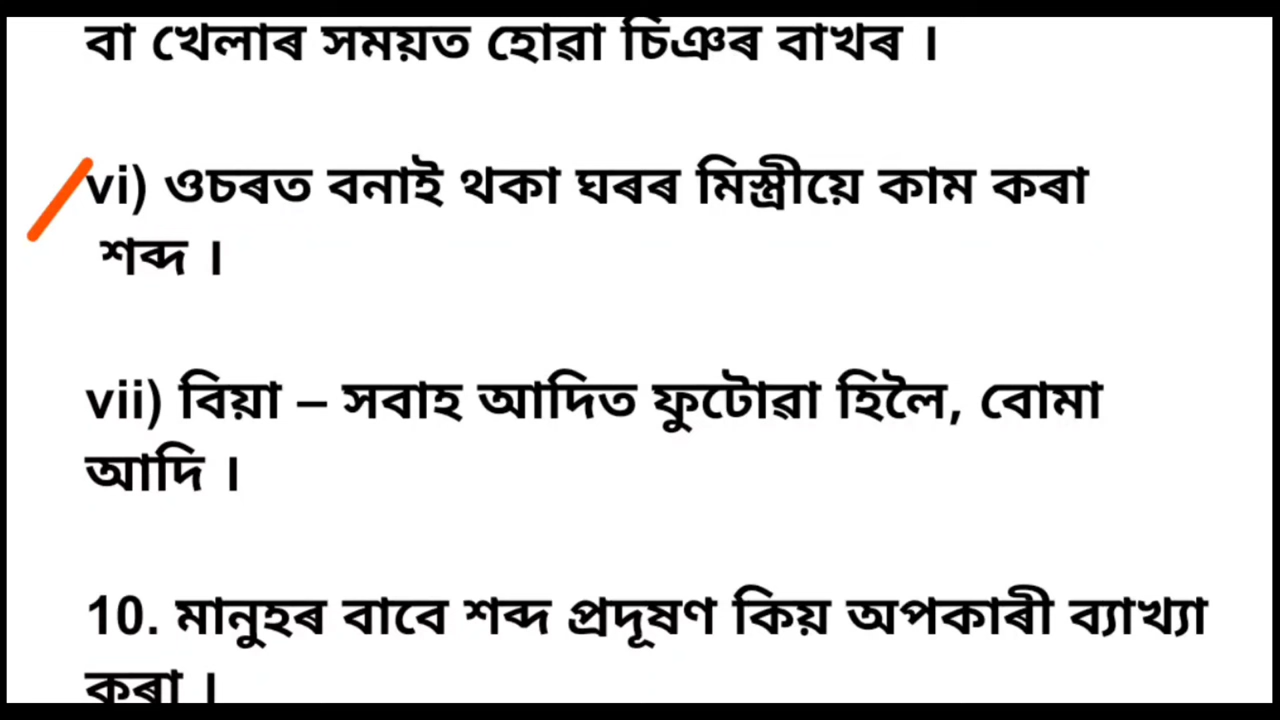 বা খেলাৰ সময়ত হোৱা চিঞৰ বাখৰ ।
vi) ওচৰত বনাই থকা ঘৰৰ মিস্ত্ৰীয়ে কাম কৰা
শব্দ ।
vii) বিয়া – সবাহ আদিত ফুটোৱা হিলৈ, বোমা
আদি ।
10. মানুহৰ বাবে শব্দ প্ৰদূষণ কিয় অপকাৰী ব্যাখ্যা
কৰা ।